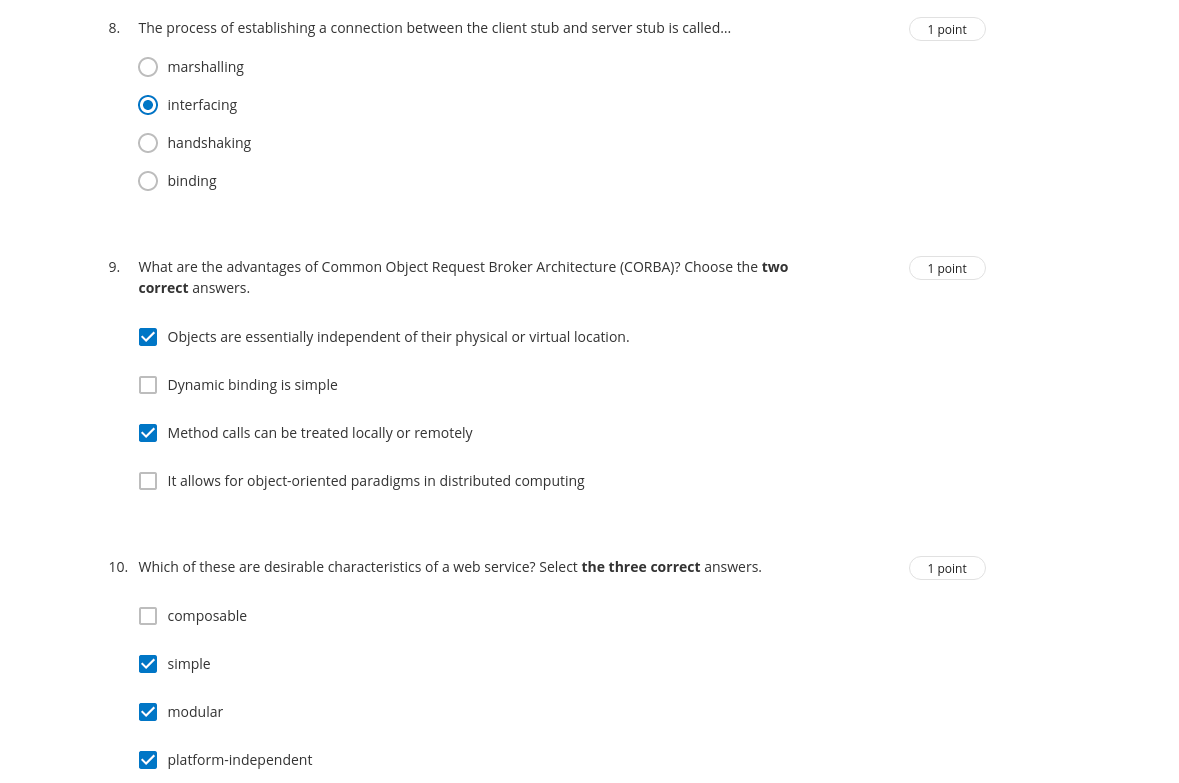 8. The process of establishing a connection between the client stub and server stub is called... 1 point
marshalling
interfacing
handshaking
binding
9. What are the advantages of Common Object Request Broker Architecture (CORBA)? Choose the two 1 point
correct answers.
Objects are essentially independent of their physical or virtual location.
Dynamic binding is simple
Method calls can be treated locally or remotely
It allows for object-oriented paradigms in distributed computing
10. Which of these are desirable characteristics of a web service? Select the three correct answers. 1 point
composable
simple
modular
platform-independent